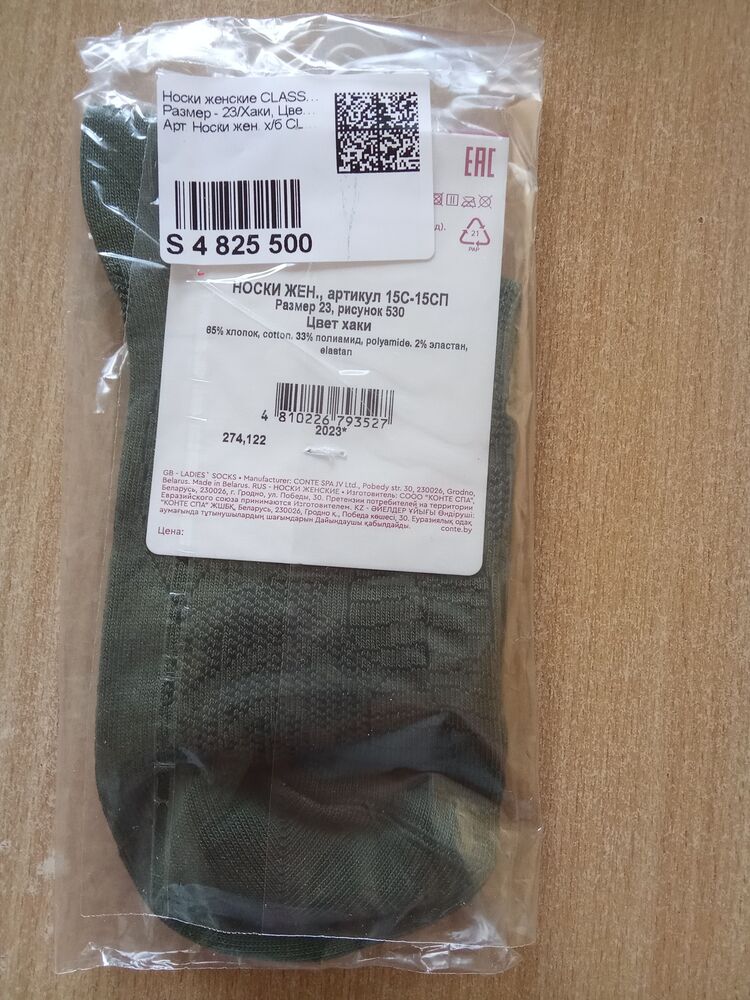 Носки женские CLASS...
Размер - 23/Хаки, Цве...
Арт Носки жен. х/б CL
S 4 825 500
EAC
д).
21
PAP
НОСКИ ЖЕН., артикул 15С-15СП
Размер 23, рисунок 530
Цвет хаки
65% хлопок, cotton. 33% полиамид, polyamide. 2% эластан,
elastan
4 810226 793527
2023*
274,122
GB - LADIES` SOCKS • Manufacturer: CONTE SPA JV Ltd., Pobedy str. 30, 230026, Grodno,
Belarus. Made in Belarus. RUS - НОСКИ ЖЕНСКИЕ • Изготовитель: СООО "КОНТЕ СПА",
Беларусь, 230026, г. Гродно, ул. Победы, 30. Претензии потребителей на территории
Евразийского союза принимаются Изготовителем. KZ - ӘЙЕЛДЕР ҰЙЫҒЫ Өндіруші:
"КОНТЕ СПА" ЖШБҚ, Беларусь, 230026, Гродно қ., Победа көшесі, 30. Еуразиялық одақ
аумағында тұтынушылардың шағымдарын Дайындаушы қабылдайды. conte.by
Цена: